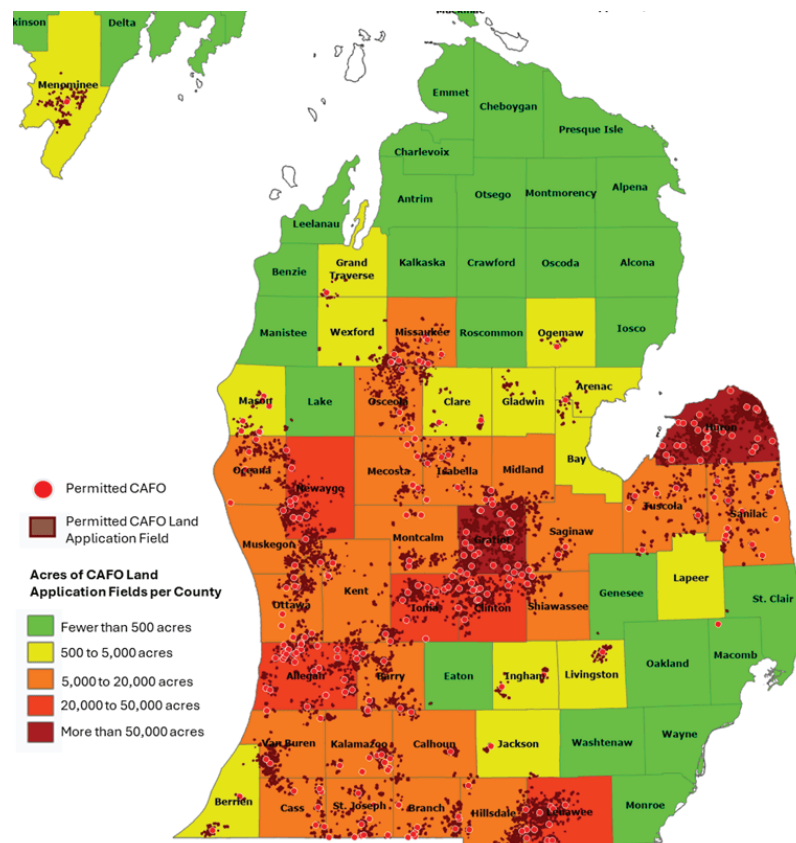 Mackinac
kinson
Delta
Menominee
Emmet
Cheboygan
Presque Isle
Charlevoix
Antrim
Otsego
Montmorency
Alpena
Leelanau
Benzie
Grand
Traverse
Kalkaska
Crawford
Oscoda
Alcona
Manistee
Wexford
Missaukee
Roscommon
Ogemaw
Iosco
Mason
Lake
Osceola
Clare
Gladwin
Arenac
Huron
Oceana
Newaygo
Mecosta
Isabella
Midland
Bay
Tuscola
Sanilac
Muskegon
Montcalm
Gratiot
Saginaw
Ottawa
Kent
Ionia
Clinton
Shiawassee
Genesee
Lapeer
St. Clair
Allegan
Barry
Eaton
Ingham
Livingston
Oakland
Macomb
Van Buren
Kalamazoo
Calhoun
Jackson
Washtenaw
Wayne
Berrien
Cass
St. Joseph
Branch
Hillsdale
Lenawee
Monroe
Permitted CAFO
Permitted CAFO Land
Application Field
Acres of CAFO Land
Application Fields per County
Fewer than 500 acres
500 to 5,000 acres
5,000 to 20,000 acres
20,000 to 50,000 acres
More than 50,000 acres